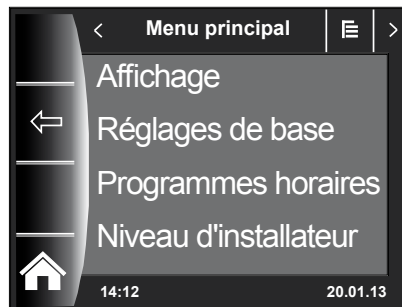 < Menu principal >
Affichage
Réglages de base
Programmes horaires
Niveau d'installateur
14:12 20.01.13